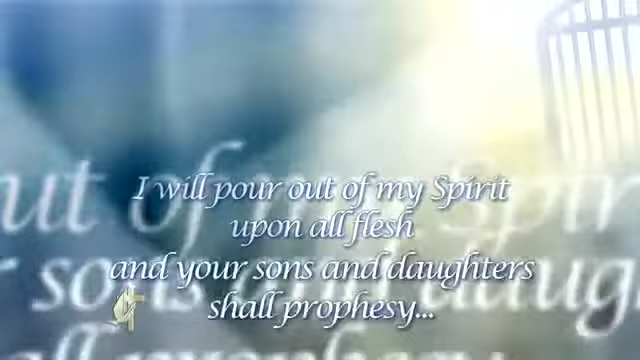 I will pour out of my Spirit
upon all flesh
and your sons and daughters
shall prophesy...